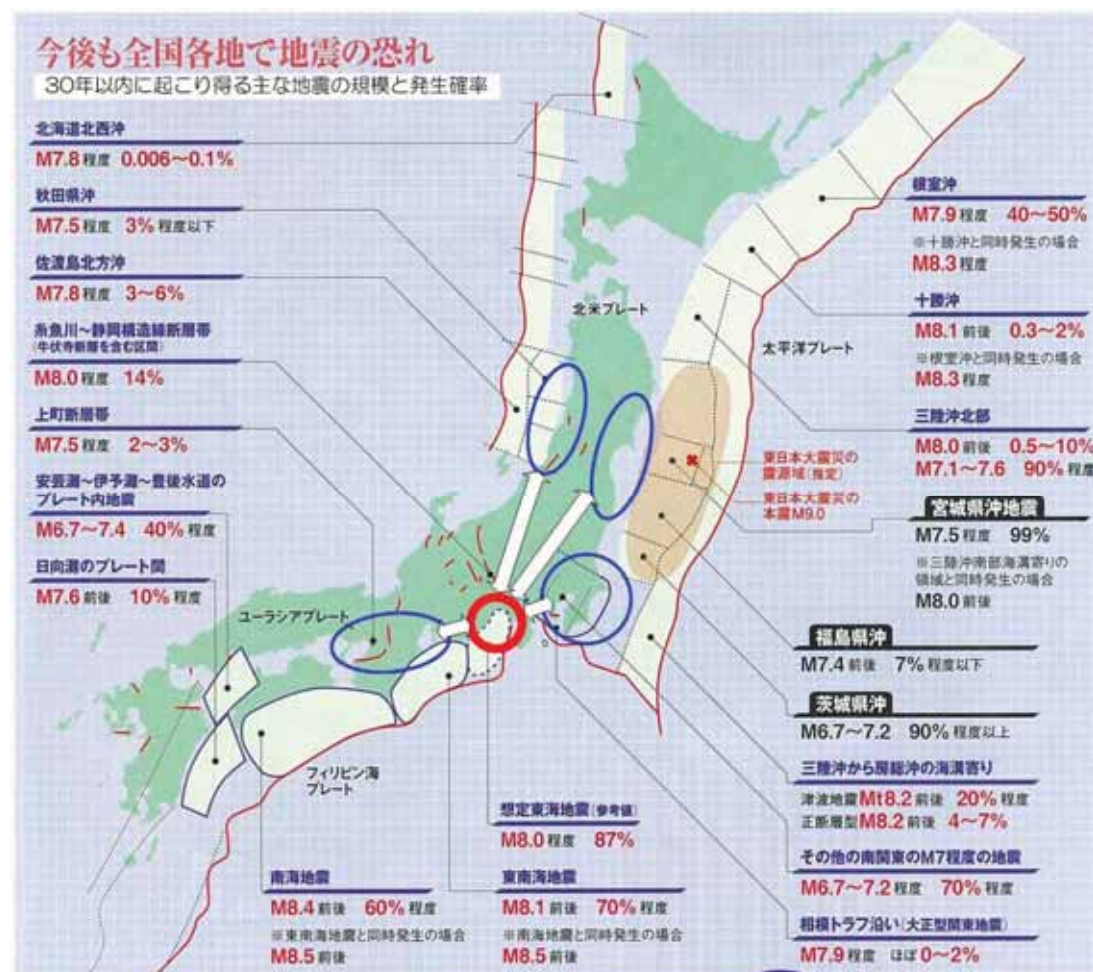 今後も全国各地で地震の恐れ
30年以内に起こり得る主な地震の規模と発生確率
北海道北西沖
M7.8程度 0.006～0.1%
秋田県沖
M7.5程度 3%程度以下
佐渡島北方沖
M7.8程度 3～6%
糸魚川～静岡構造線断層帯
(牛伏寺断層を含む区間)
M8.0程度 14%
上町断層帯
M7.5程度 2～3%
安芸灘～伊予灘～豊後水道の
プレート内地震
M6.7～7.4 40%程度
日向灘のプレート間
M7.6前後 10%程度
北米プレート
太平洋プレート
ユーラシアプレート
フィリピン海
プレート
東日本大震災の
震源域(推定)
東日本大震災の
本震M9.0
根室沖
M7.9程度 40～50%
※十勝沖と同時発生の場合
M8.3程度
十勝沖
M8.1前後 0.3～2%
※根室沖と同時発生の場合
M8.3程度
三陸沖北部
M8.0前後 0.5～10%
M7.1～7.6 90%程度
宮城県沖地震
M7.5程度 99%
※三陸沖南部海溝寄りの
領域と同時発生の場合
M8.0前後
福島県沖
M7.4前後 7%程度以下
茨城県沖
M6.7～7.2 90%程度以上
三陸沖から房総沖の海溝寄り
津波地震Mt8.2前後 20%程度
正断層型M8.2前後 4～7%
その他の南関東のM7程度の地震
M6.7～7.2程度 70%程度
相模トラフ沿い(大正型関東地震)
M7.9程度 ほぼ0～2%
想定東海地震(参考値)
M8.0程度 87%
南海地震
M8.4前後 60%程度
※東南海地震と同時発生の場合
M8.5前後
東南海地震
M8.1前後 70%程度
※南海地震と同時発生の場合
M8.5前後